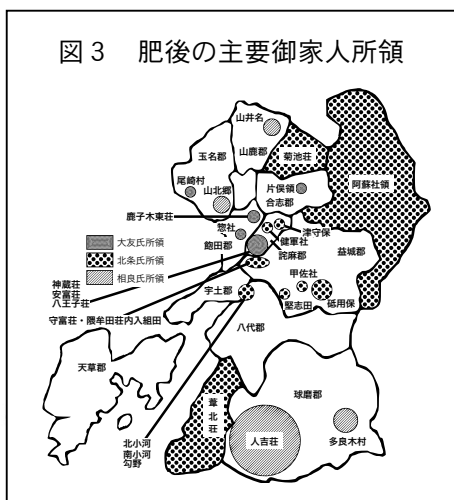 図3 肥後の主要御家人所領
山井名
玉名郡
山鹿郡
菊池荘
尾崎村
山北郷
片俣領
合志郡
阿蘇社領
鹿子木東荘
惣社
飽田郡
津守保
健軍社
詫麻郡
益城郡
大友氏所領
北条氏所領
相良氏所領
甲佐社
神蔵荘
安富荘
八王子荘
宇土郡
堅志田
砥用保
守富荘・隈牟田荘内入組田
八代郡
天草郡
葦北荘
球磨郡
北小河
南小河
勾野
人吉荘
多良木村